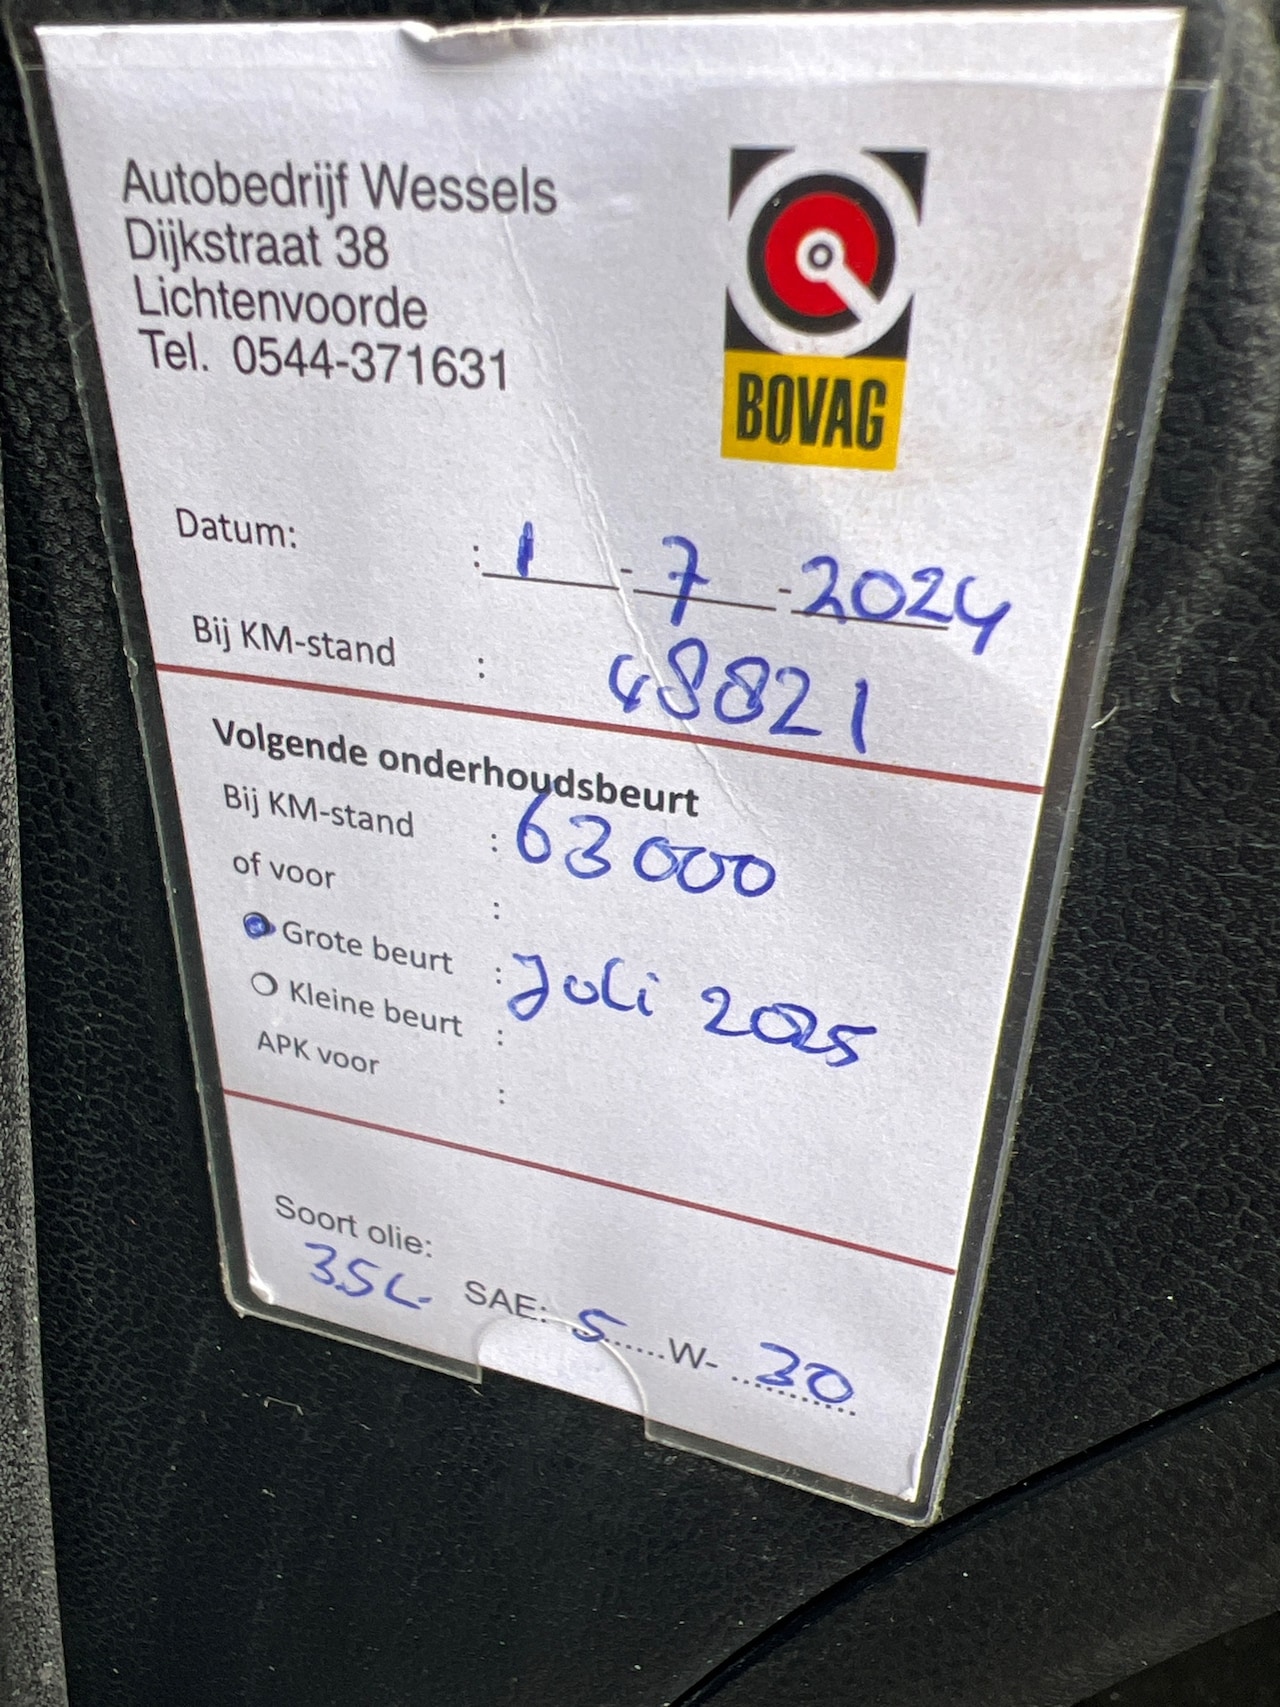 Autobedrijf Wessels
Dijkstraat 38
Lichtenvoorde
Tel. 0544-371631
BOVAG
Datum: : 1 - 7 - 2024
Bij KM-stand : 48821
Volgende onderhoudsbeurt
Bij KM-stand : 63000
of voor :
Grote beurt : Juli 2025
Kleine beurt :
APK voor :
Soort olie:
3.5L. SAE: 5......W- 30